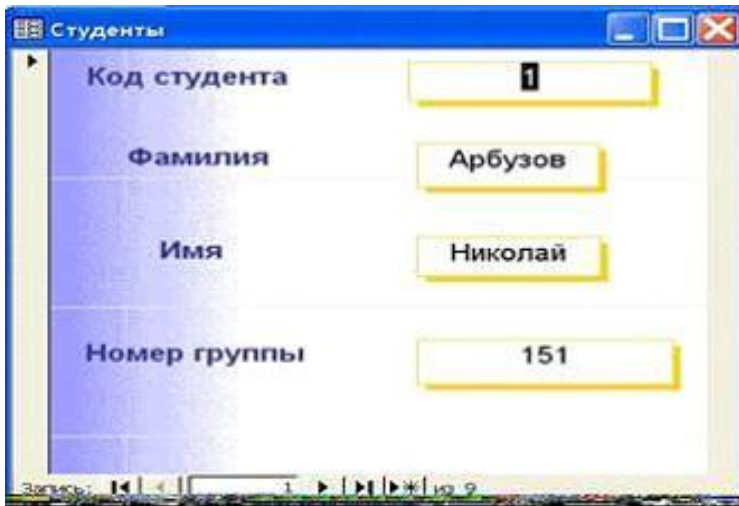 Студенты
Код студента 1
Фамилия Арбузов
Имя Николай
Номер группы 151
Запись: 1 из 9